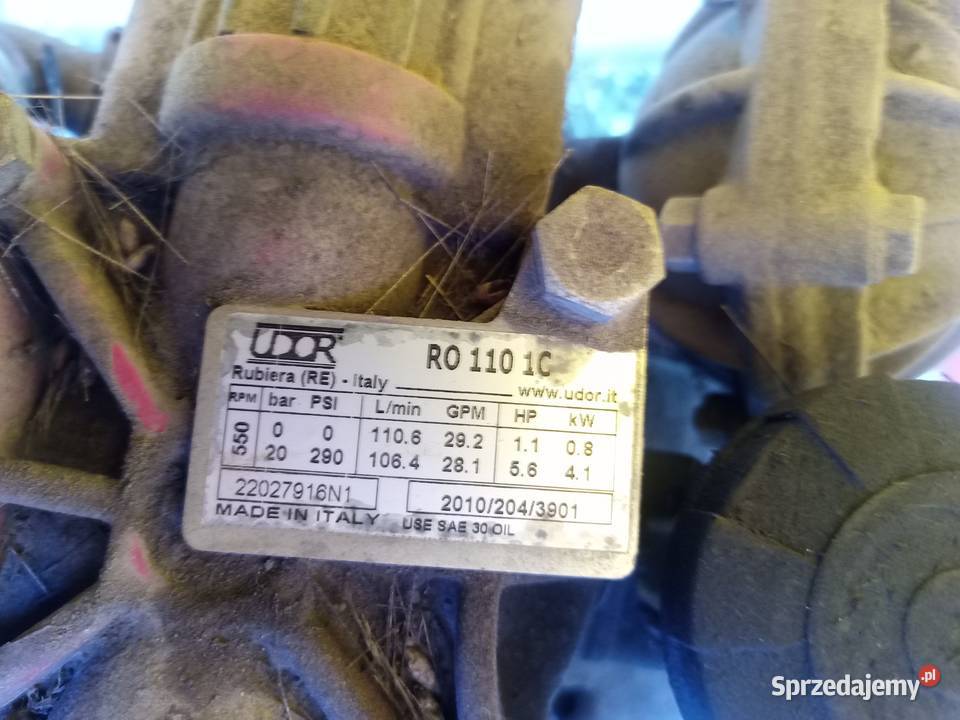 UDOR
RO 110 1C
Rubiera (RE) - Italy www.udor.it
RPM bar PSI L/min GPM HP kW
550
0 0 110.6 29.2 1.1 0.8
20 290 106.4 28.1 5.6 4.1
22027916N1 2010/204/3901
MADE IN ITALY USE SAE 30 OIL
Sprzedajemy.pl